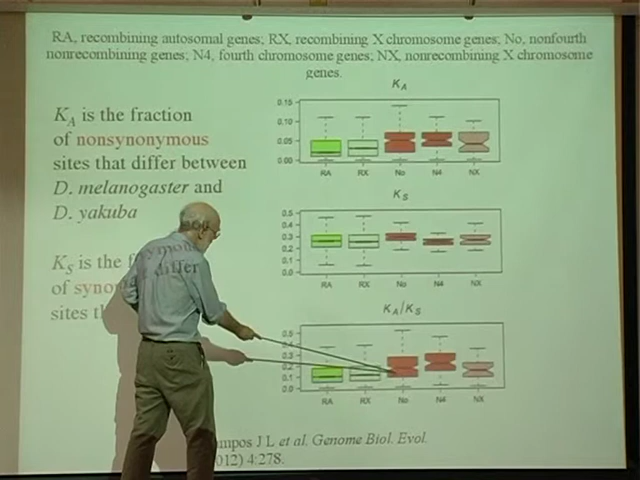 RA, recombining autosomal genes; RX, recombining X chromosome genes; No, nonfourth
nonrecombining genes; N4, fourth chromosome genes; NX, nonrecombining X chromosome
genes.
K_A is the fraction
of nonsynonymous
sites that differ between
D. melanogaster and
D. yakuba
K_S is the
of
sites
K_A
0.15
0.10
0.05
0.00
RA RX No N4 NX
K_S
0.5
0.4
0.3
0.2
0.1
0.0
RA RX No N4 NX
K_A/K_S
0.5
0.4
0.3
0.2
0.1
0.0
RA RX No N4 NX
J L et al. Genome Biol. Evol.
4:278.